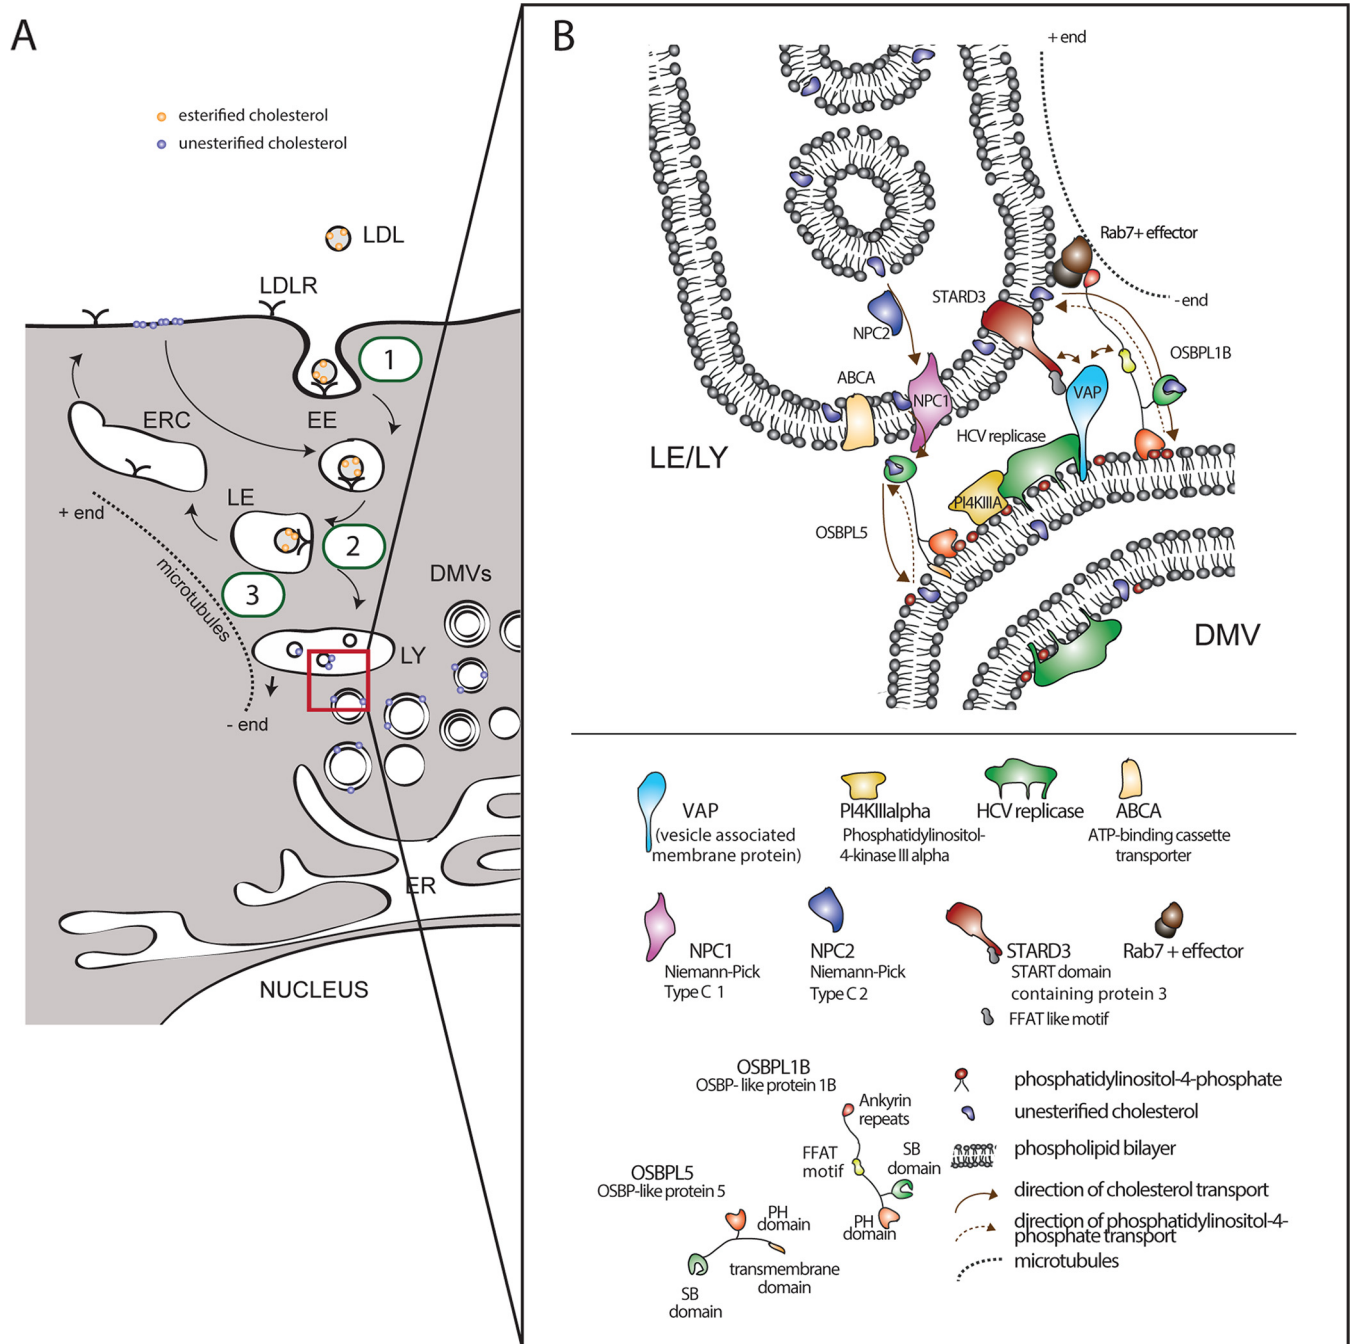 A
esterified cholesterol
unesterified cholesterol
LDL
LDLR
1
ERC
EE
LE
+ end
2
3
microtubules
DMVs
LY
- end
ER
NUCLEUS
B
+ end
Rab7+ effector
- end
STARD3
NPC2
OSBPL1B
ABCA
VAP
NPC1
HCV replicase
LE/LY
PI4KIIIA
OSBPL5
DMV
VAP
(vesicle associated
membrane protein)
PI4KIIIalpha
Phosphatidylinositol-
4-kinase III alpha
HCV replicase
ABCA
ATP-binding cassette
transporter
NPC1
Niemann-Pick
Type C 1
NPC2
Niemann-Pick
Type C 2
STARD3
START domain
containing protein 3
FFAT like motif
Rab7 + effector
OSBPL1B
OSBP- like protein 1B
Ankyrin
repeats
FFAT
motif
SB
domain
PH
domain
OSBPL5
OSBP-like protein 5
PH
domain
transmembrane
domain
SB
domain
phosphatidylinositol-4-phosphate
unesterified cholesterol
phospholipid bilayer
direction of cholesterol transport
direction of phosphatidylinositol-4-
phosphate transport
microtubules